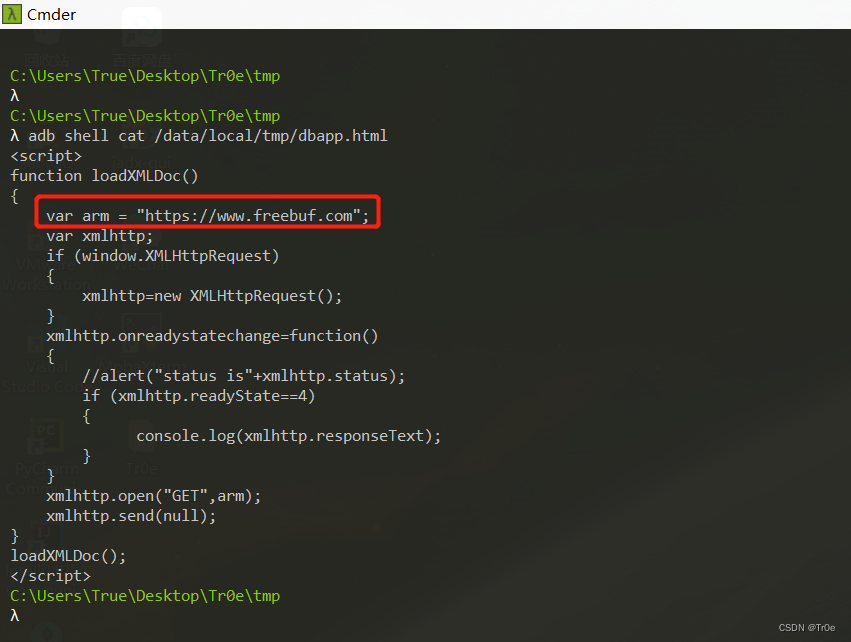 Cmder
C:\Users\True\Desktop\Tr0e\tmp
λ
C:\Users\True\Desktop\Tr0e\tmp
λ adb shell cat /data/local/tmp/dbapp.html
<script>
function loadXMLDoc()
{
    var arm = "https://www.freebuf.com";
    var xmlhttp;
    if (window.XMLHttpRequest)
    {
        xmlhttp=new XMLHttpRequest();
    }
    xmlhttp.onreadystatechange=function()
    {
        //alert("status is"+xmlhttp.status);
        if (xmlhttp.readyState==4)
        {
              console.log(xmlhttp.responseText);
        }
    }
    xmlhttp.open("GET",arm);
    xmlhttp.send(null);
}
loadXMLDoc();
</script>
C:\Users\True\Desktop\Tr0e\tmp
λ
CSDN @Tr0e